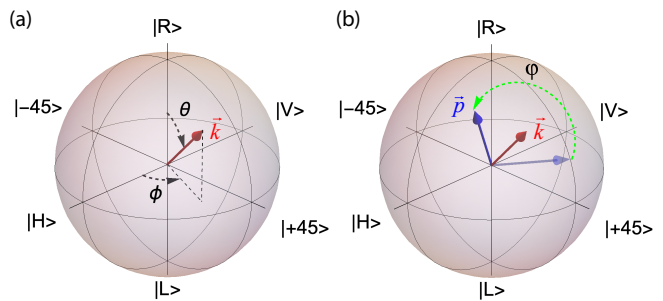 (a)
|R>
|−45>
θ
k⃗
|V>
ϕ
|H>
|+45>
|L>
(b)
|R>
φ
|−45>
p⃗
k⃗
|V>
|H>
|+45>
|L>